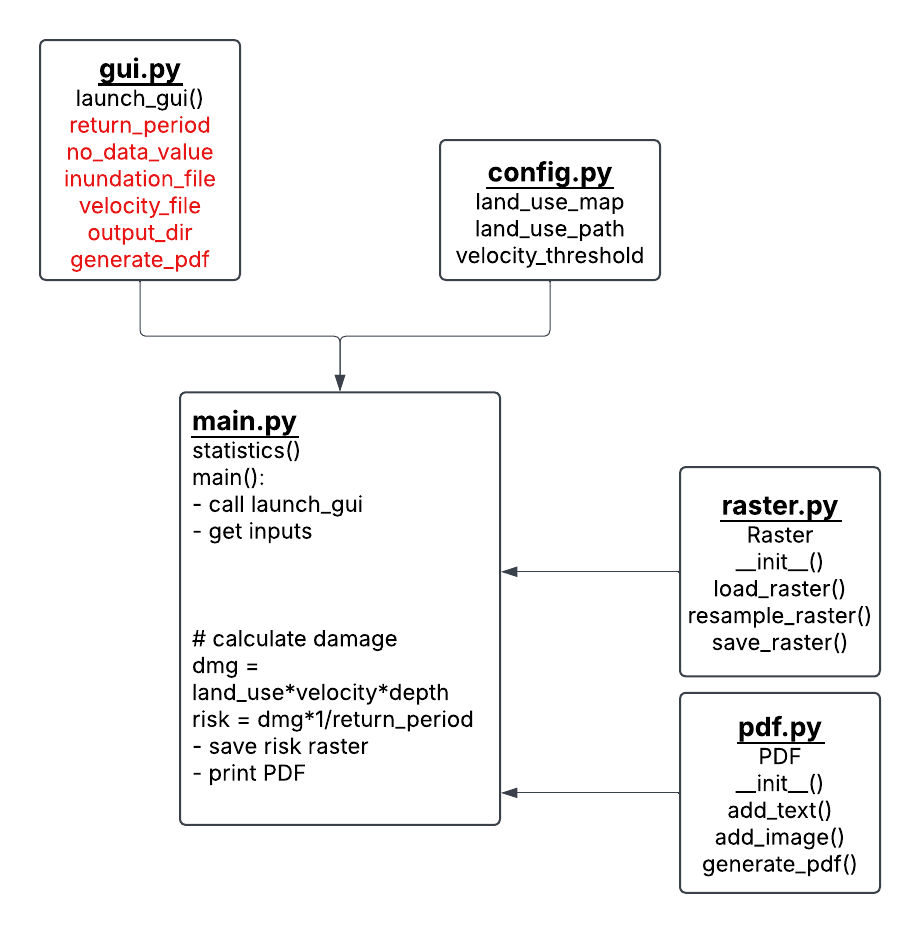 gui.py
launch_gui()
return_period
no_data_value
inundation_file
velocity_file
output_dir
generate_pdf
config.py
land_use_map
land_use_path
velocity_threshold
main.py
statistics()
main():
- call launch_gui
- get inputs
# calculate damage
dmg =
land_use*velocity*depth
risk = dmg*1/return_period
- save risk raster
- print PDF
raster.py
Raster
__init__()
load_raster()
resample_raster()
save_raster()
pdf.py
PDF
__init__()
add_text()
add_image()
generate_pdf()